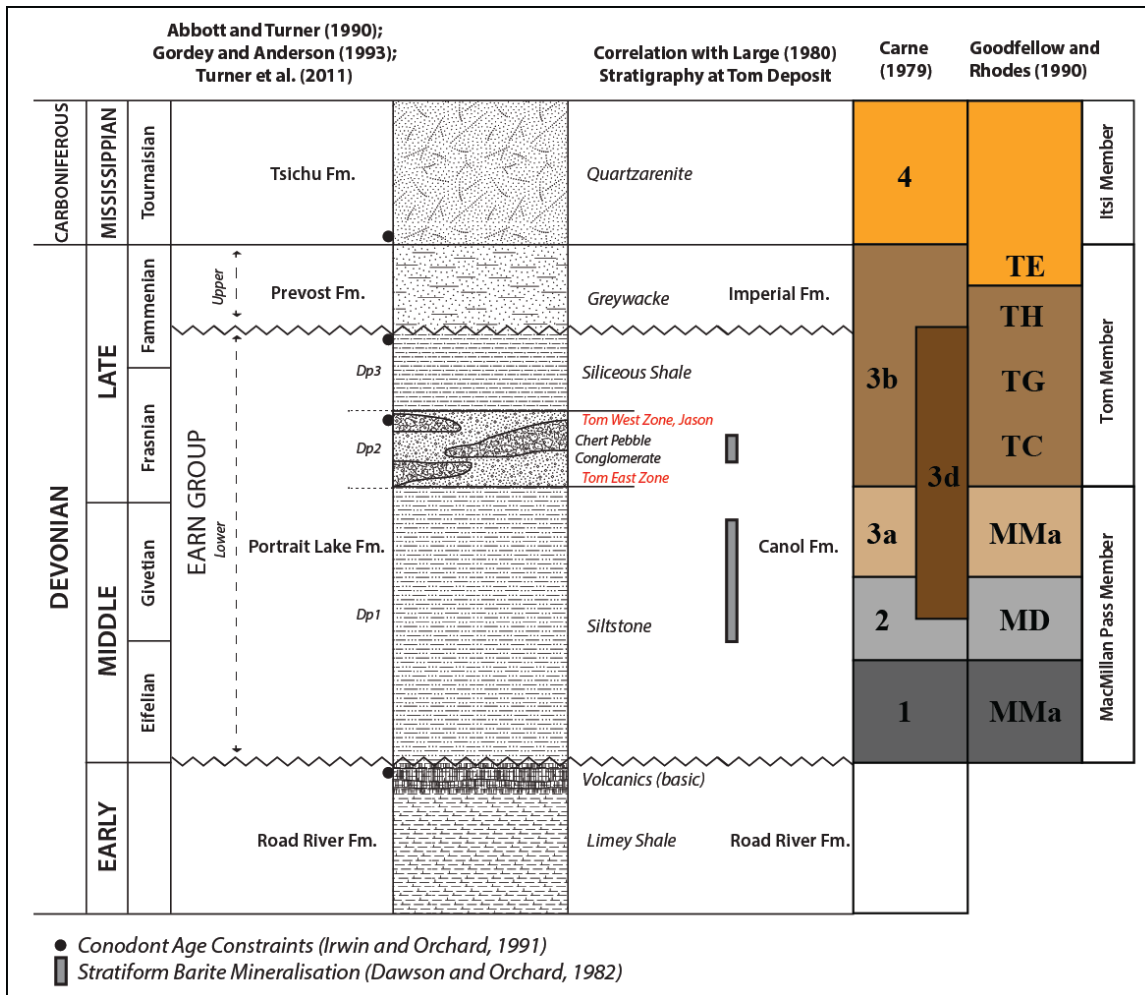 Abbott and Turner (1990);
Gordey and Anderson (1993);
Turner et al. (2011)
Correlation with Large (1980)
Stratigraphy at Tom Deposit
Carne
(1979)
Goodfellow and
Rhodes (1990)
CARBONIFEROUS
MISSISSIPPIAN
Tournaisian
Tsichu Fm.
Quartzarenite
4
Itsi Member
DEVONIAN
LATE
Fammenian
Upper
Prevost Fm.
Greywacke
Imperial Fm.
TE
TH
Dp3
Siliceous Shale
3b
TG
Tom Member
Frasnian
EARN GROUP
Lower
Dp2
Tom West Zone, Jason
Chert Pebble
Conglomerate
Tom East Zone
TC
3d
MIDDLE
Givetian
Portrait Lake Fm.
Canol Fm.
3a
MMa
MacMillan Pass Member
Dp1
Siltstone
2
MD
Eifelian
1
MMa
EARLY
Volcanics (basic)
Road River Fm.
Limey Shale
Road River Fm.
Conodont Age Constraints (Irwin and Orchard, 1991)
Stratiform Barite Mineralisation (Dawson and Orchard, 1982)